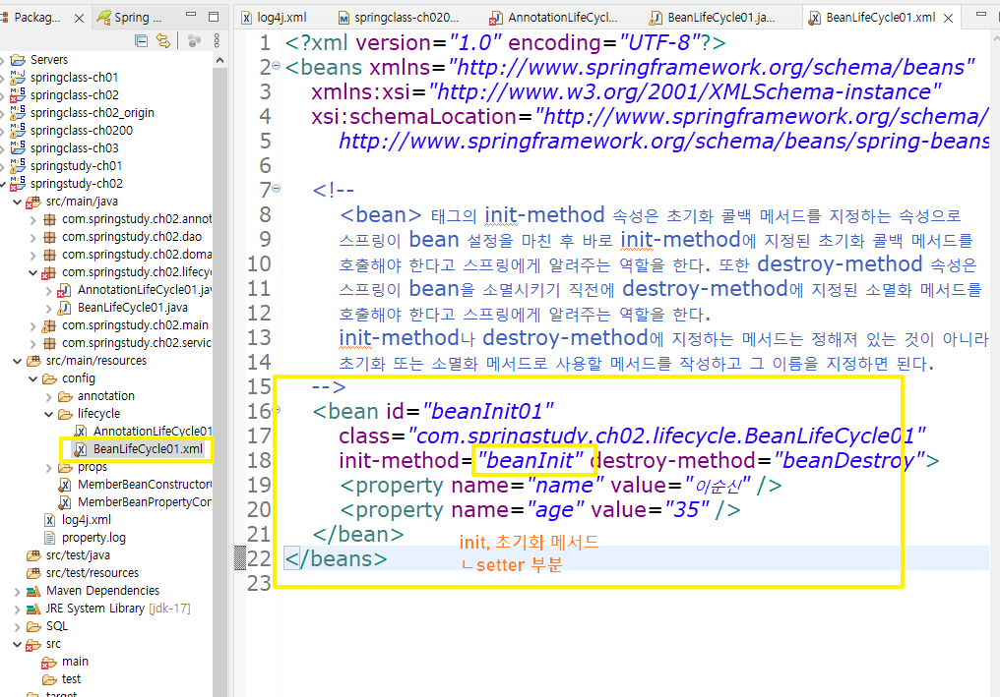 Packag...
Spring ...
log4j.xml
springclass-ch020...
AnnotationLifeCycl...
BeanLifeCycle01.ja...
BeanLifeCycle01.xml
Servers
springclass-ch01
springclass-ch02
springclass-ch02_origin
springclass-ch0200
springclass-ch03
springstudy-ch01
springstudy-ch02
src/main/java
com.springstudy.ch02.annot
com.springstudy.ch02.dao
com.springstudy.ch02.doma
com.springstudy.ch02.lifecyc
AnnotationLifeCycle01.jav
BeanLifeCycle01.java
com.springstudy.ch02.main
com.springstudy.ch02.servic
src/main/resources
config
annotation
lifecycle
AnnotationLifeCycle01
BeanLifeCycle01.xml
props
MemberBeanConstructor
MemberBeanPropertyCon
log4j.xml
property.log
src/test/java
src/test/resources
Maven Dependencies
JRE System Library [jdk-17]
SQL
src
main
test
target
1 <?xml version="1.0" encoding="UTF-8"?>
2 <beans xmlns="http://www.springframework.org/schema/beans"
3 xmlns:xsi="http://www.w3.org/2001/XMLSchema-instance"
4 xsi:schemaLocation="http://www.springframework.org/schema/
5 http://www.springframework.org/schema/beans/spring-beans
6
7 <!--
8 <bean> 태그의 init-method 속성은 초기화 콜백 메서드를 지정하는 속성으로
9 스프링이 bean 설정을 마친 후 바로 init-method에 지정된 초기화 콜백 메서드를
10 호출해야 한다고 스프링에게 알려주는 역할을 한다. 또한 destroy-method 속성은
11 스프링이 bean을 소멸시키기 직전에 destroy-method에 지정된 소멸화 메서드를
12 호출해야 한다고 스프링에게 알려주는 역할을 한다.
13 init-method나 destroy-method에 지정하는 메서드는 정해져 있는 것이 아니라
14 초기화 또는 소멸화 메서드로 사용할 메서드를 작성하고 그 이름을 지정하면 된다.
15 -->
16 <bean id="beanInit01"
17 class="com.springstudy.ch02.lifecycle.BeanLifeCycle01"
18 init-method="beanInit" destroy-method="beanDestroy">
19 <property name="name" value="이순신" />
20 <property name="age" value="35" />
21 </bean>
22 </beans>
23
init, 초기화 메서드
ㄴsetter 부분